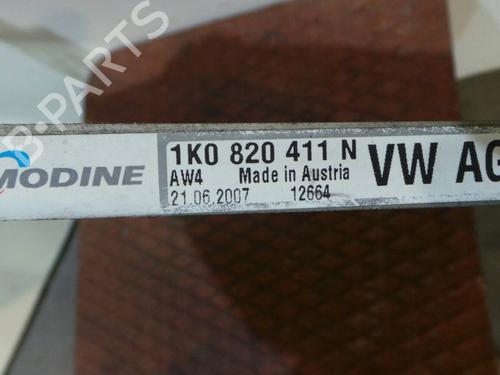 B-PARTS
MODINE
1K0 820 411 N
AW4 Made in Austria
21.06.2007 12664
VW AG